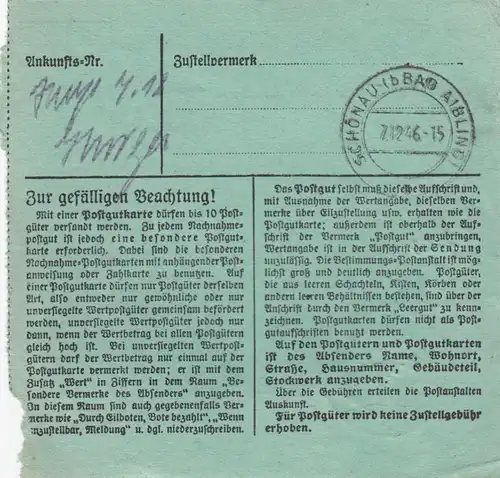 Ankunfts=Nr.
Zustellvermerk
7.12
SCHÖNAU (b BAD AIBLING)
7.12.46.-15
Zur gefälligen Beachtung!
Mit einer Postgutkarte dürfen bis 10 Post-
güter versandt werden. Zu jedem Nachnahme-
postgut ist jedoch eine besondere Postgut-
karte erforderlich. Dabei sind die besonderen
Nachnahme=Postgutkarten mit anhängender Post-
anweisung oder Zahlkarte zu benutzen. Auf
einer Postgutkarte dürfen nur Postgüter derselben
Art, also entweder nur gewöhnliche oder nur
unversiegelte Wertpostgüter gemeinsam befördert
werden, unversiegelte Wertpostgüter jedoch nur
dann, wenn der Wertbetrag bei allen Postgütern
gleich hoch ist. Bei unversiegelten Wertpost-
gütern darf der Wertbetrag nur einmal auf der
Postgutkarte vermerkt werden; er ist mit dem
Zusatz „Wert“ in Ziffern in dem Raum „Be-
sondere Vermerke des Absenders“ anzugeben.
In diesem Raum sind auch gegebenenfalls Ver-
merke wie „Durch Eilboten, Bote bezahlt“, „Wenn
unzustellbar, Meldung“ u. dgl. niederzuschreiben.
Das Postgut selbst muß dieselbe Aufschrift und,
mit Ausnahme der Wertangabe, dieselben Ver-
merke über Eilzustellung usw. erhalten wie die
Postgutkarte; außerdem ist oberhalb der Auf-
schrift der Vermerk „Postgut“ anzubringen,
Wertangabe ist in der Aufschrift der Sendung
unzulässig. Die Bestimmungs=Postanstalt ist mög-
lichst groß und deutlich anzugeben. Postgüter,
die aus leeren Schachteln, Kisten, Körben oder
andern leeren Behältnissen bestehen, sind über der
Anschrift durch den Vermerk „Leergut“ zu kenn-
zeichnen. Postgutkarten dürfen nicht als Post-
gutaufschriften benutzt werden.
Auf den Postgütern und Postgutkarten
ist des Absenders Name, Wohnort,
Straße, Hausnummer, Gebäudeteil,
Stockwerk anzugeben.
Über die Gebühren erteilen die Postanstalten
Auskunft.
Für Postgüter wird keine Zustellgebühr
erhoben.